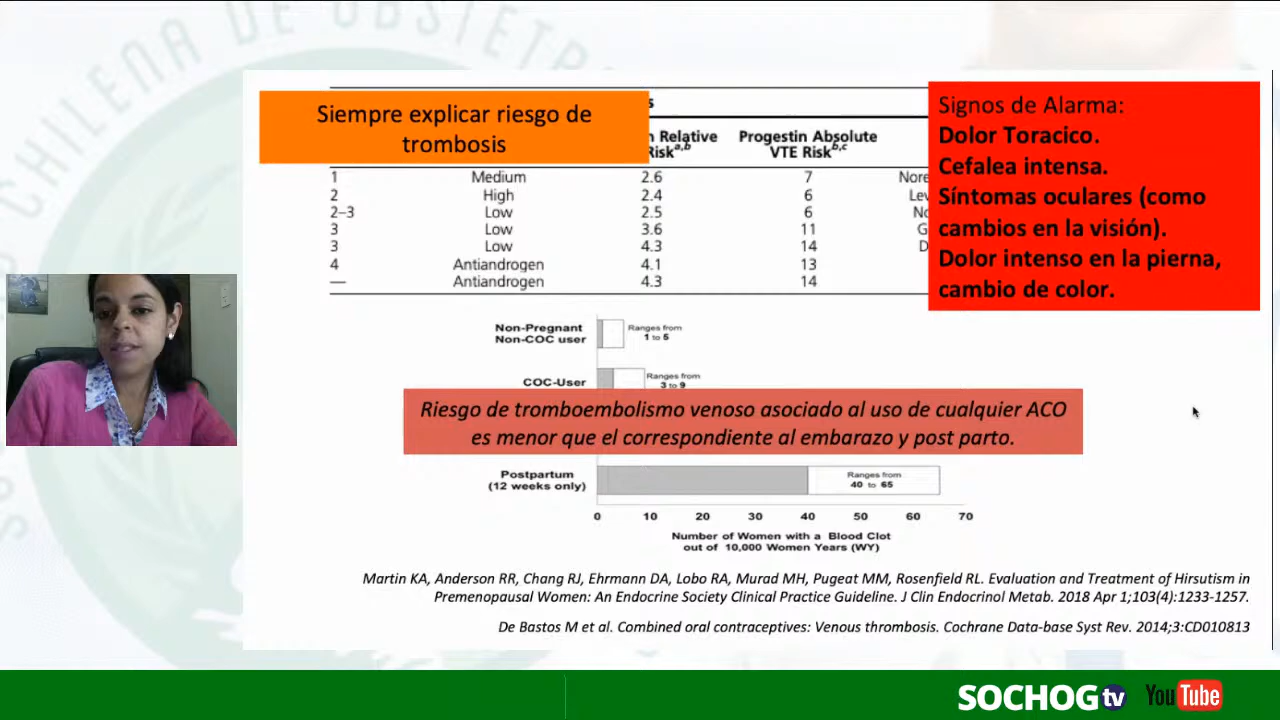 CHILENA DE OBSTETR
Siempre explicar riesgo de
trombosis
s
n Relative Progestin Absolute
Risk a,b VTE Risk b,c
1 Medium 2.6 7 Nore
2 High 2.4 6 Lev
2–3 Low 2.5 6 No
3 Low 3.6 11 G
3 Low 4.3 14 D
4 Antiandrogen 4.1 13
— Antiandrogen 4.3 14
Signos de Alarma:
Dolor Toracico.
Cefalea intensa.
Síntomas oculares (como
cambios en la visión).
Dolor intenso en la pierna,
cambio de color.
Non-Pregnant
Non-COC user
Ranges from
1 to 5
COC-User
Ranges from
3 to 9
Riesgo de tromboembolismo venoso asociado al uso de cualquier ACO
es menor que el correspondiente al embarazo y post parto.
Postpartum
(12 weeks only)
Ranges from
40 to 65
0 10 20 30 40 50 60 70
Number of Women with a Blood Clot
out of 10,000 Women Years (WY)
Martin KA, Anderson RR, Chang RJ, Ehrmann DA, Lobo RA, Murad MH, Pugeat MM, Rosenfield RL. Evaluation and Treatment of Hirsutism in
Premenopausal Women: An Endocrine Society Clinical Practice Guideline. J Clin Endocrinol Metab. 2018 Apr 1;103(4):1233-1257.
De Bastos M et al. Combined oral contraceptives: Venous thrombosis. Cochrane Data-base Syst Rev. 2014;3:CD010813
SOCHOG tv YouTube